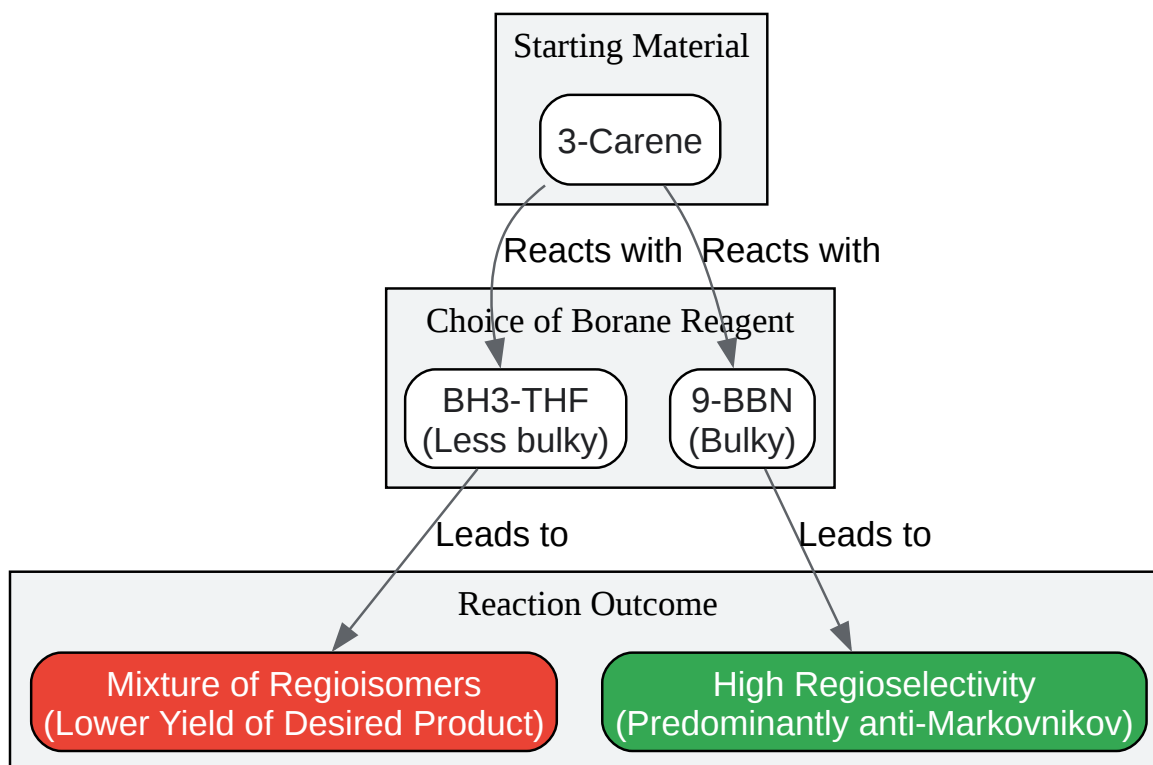 Starting Material
3-Carene
Reacts with
Reacts with
Choice of Borane Reagent
BH3-THF
(Less bulky)
9-BBN
(Bulky)
Leads to
Leads to
Reaction Outcome
Mixture of Regioisomers
(Lower Yield of Desired Product)
High Regioselectivity
(Predominantly anti-Markovnikov)